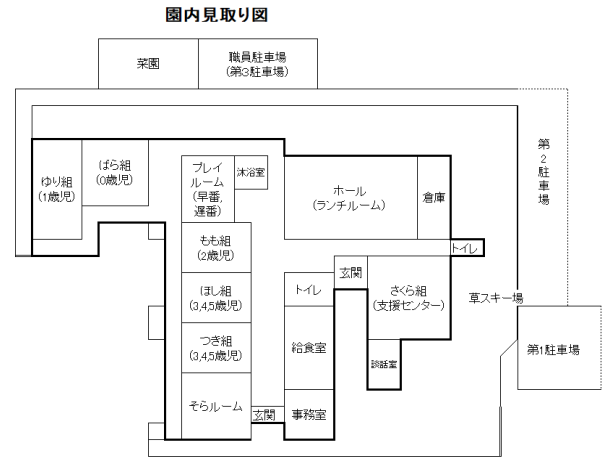 園内見取り図
菜園
職員駐車場
(第3駐車場)
第2駐車場
ゆり組
(1歳児)
ばら組
(0歳児)
プレイ
ルーム
(早番,
遅番)
沐浴室
ホール
(ランチルーム)
倉庫
トイレ
もも組
(2歳児)
玄関
ほし組
(3,4,5歳児)
トイレ
さくら組
(支援センター)
草スキー場
つき組
(3,4,5歳児)
給食室
談話室
第1駐車場
そらルーム
玄関
事務室